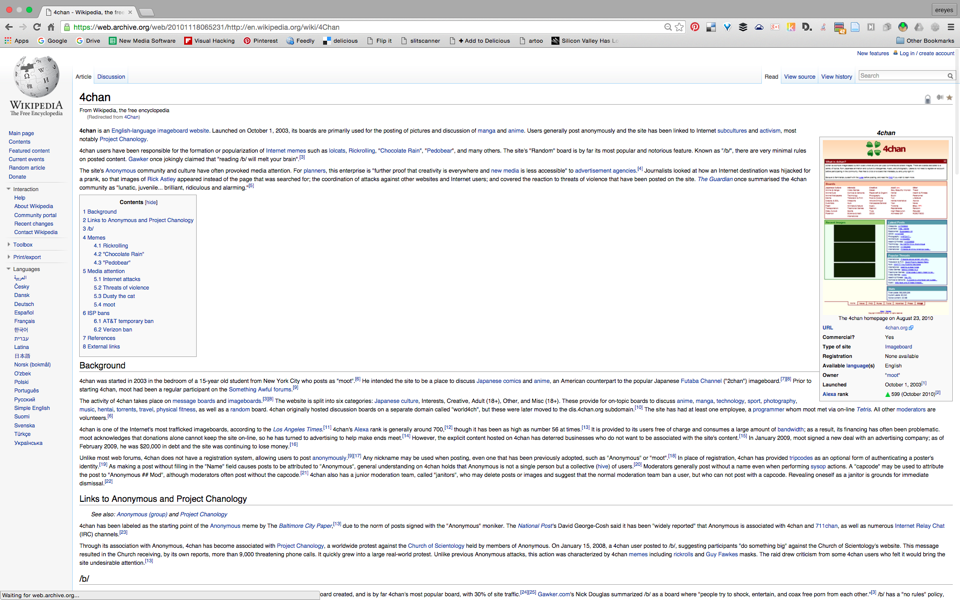 4chan - Wikipedia, the free
ereyes
https://web.archive.org/web/20101118065231/http://en.wikipedia.org/wiki/4Chan
Apps Google Drive New Media Software Visual Hacking Pinterest Feedly delicious Flip it slitscanner + Add to Delicious artoo Silicon Valley Has La Other Bookmarks
New features Log in / create account
Article Discussion Read View source View history Search
WIKIPEDIA
The Free Encyclopedia
Main page
Contents
Featured content
Current events
Random article
Donate
Interaction
Help
About Wikipedia
Community portal
Recent changes
Contact Wikipedia
Toolbox
Print/export
Languages
العربية
Česky
Dansk
Deutsch
Español
Français
한국어
עברית
Latina
日本語
Norsk (bokmål)
O'zbek
Polski
Português
Русский
Simple English
Suomi
Svenska
Türkçe
Українська
4chan
From Wikipedia, the free encyclopedia
(Redirected from 4Chan)
4chan is an English-language imageboard website. Launched on October 1, 2003, its boards are primarily used for the posting of pictures and discussion of manga and anime. Users generally post anonymously and the site has been linked to Internet subcultures and activism, most
notably Project Chanology.
4chan users have been responsible for the formation or popularization of Internet memes such as lolcats, Rickrolling, "Chocolate Rain", "Pedobear", and many others. The site's "Random" board is by far its most popular and notorious feature. Known as "/b/", there are very minimal rules
on posted content. Gawker once jokingly claimed that "reading /b/ will melt your brain".[3]
The site's Anonymous community and culture have often provoked media attention. For planners, this enterprise is "further proof that creativity is everywhere and new media is less accessible" to advertisement agencies.[4] Journalists looked at how an Internet destination was hijacked for
a prank, so that images of Rick Astley appeared instead of the page that was searched for; the coordination of attacks against other websites and Internet users; and covered the reaction to threats of violence that have been posted on the site. The Guardian once summarised the 4chan
community as "lunatic, juvenile... brilliant, ridiculous and alarming."[5]
Contents [hide]
1 Background
2 Links to Anonymous and Project Chanology
3 /b/
4 Memes
4.1 Rickrolling
4.2 "Chocolate Rain"
4.3 "Pedobear"
5 Media attention
5.1 Internet attacks
5.2 Threats of violence
5.3 Dusty the cat
5.4 moot
6 ISP bans
6.1 AT&T temporary ban
6.2 Verizon ban
7 References
8 External links
4chan
4chan
The 4chan homepage on August 23, 2010
URL 4chan.org
Commercial? Yes
Type of site Imageboard
Registration None available
Available language(s) English
Owner "moot"
Launched October 1, 2003[1]
Alexa rank 539 (October 2010)[2]
Background
4chan was started in 2003 in the bedroom of a 15-year old student from New York City who posts as "moot".[6] He intended the site to be a place to discuss Japanese comics and anime, an American counterpart to the popular Japanese Futaba Channel ("2chan") imageboard.[7][8] Prior to
starting 4chan, moot had been a regular participant on the Something Awful forums.[9]
The activity of 4chan takes place on message boards and imageboards.[3][8] The website is split into six categories: Japanese culture, Interests, Creative, Adult (18+), Other, and Misc (18+). These provide for on-topic boards to discuss anime, manga, technology, sport, photography,
music, hentai, torrents, travel, physical fitness, as well as a random board. 4chan originally hosted discussion boards on a separate domain called "world4ch", but these were later moved to the dis.4chan.org subdomain.[10] The site has had at least one employee, a programmer whom moot met via on-line Tetris. All other moderators are
volunteers.[6]
4chan is one of the Internet's most trafficked imageboards, according to the Los Angeles Times.[11] 4chan's Alexa rank is generally around 700,[12] though it has been as high as number 56 at times.[13] It is provided to its users free of charge and consumes a large amount of bandwidth; as a result, its financing has often been problematic.
moot acknowledges that donations alone cannot keep the site on-line, so he has turned to advertising to help make ends meet.[14] However, the explicit content hosted on 4chan has deterred businesses who do not want to be associated with the site's content.[15] In January 2009, moot signed a new deal with an advertising company; as of
February 2009, he was $20,000 in debt and the site was continuing to lose money.[16]
Unlike most web forums, 4chan does not have a registration system, allowing users to post anonymously.[9][17] Any nickname may be used when posting, even one that has been previously adopted, such as "Anonymous" or "moot".[18] In place of registration, 4chan has provided tripcodes as an optional form of authenticating a poster's
identity.[19] As making a post without filling in the "Name" field causes posts to be attributed to "Anonymous", general understanding on 4chan holds that Anonymous is not a single person but a collective (hive) of users.[20] Moderators generally post without a name even when performing sysop actions. A "capcode" may be used to attribute
the post to "Anonymous ## Mod", although moderators often post without the capcode.[21] 4chan also has a junior moderation team, called "janitors", who may delete posts or images and suggest that the normal moderation team ban a user, but who can not post with a capcode. Revealing oneself as a janitor is grounds for immediate
dismissal.[22]
Links to Anonymous and Project Chanology
See also: Anonymous (group) and Project Chanology
4chan has been labeled as the starting point of the Anonymous meme by The Baltimore City Paper,[13] due to the norm of posts signed with the "Anonymous" moniker. The National Post's David George-Cosh said it has been "widely reported" that Anonymous is associated with 4chan and 711chan, as well as numerous Internet Relay Chat
(IRC) channels.[23]
Through its association with Anonymous, 4chan has become associated with Project Chanology, a worldwide protest against the Church of Scientology held by members of Anonymous. On January 15, 2008, a 4chan user posted to /b/, suggesting participants "do something big" against the Church of Scientology's website. This message
resulted in the Church receiving, by its own reports, more than 9,000 threatening phone calls. It quickly grew into a large real-world protest. Unlike previous Anonymous attacks, this action was characterized by 4chan memes including rickrolls and Guy Fawkes masks. The raid drew criticism from some 4chan users who felt it would bring the
site undesirable attention.[13]
/b/
Waiting for web.archive.org...
oard created, and is by far 4chan's most popular board, with 30% of site traffic.[24][25] Gawker.com's Nick Douglas summarized /b/ as a board where "people try to shock, entertain, and coax free porn from each other."[3] /b/ has a "no rules" policy,